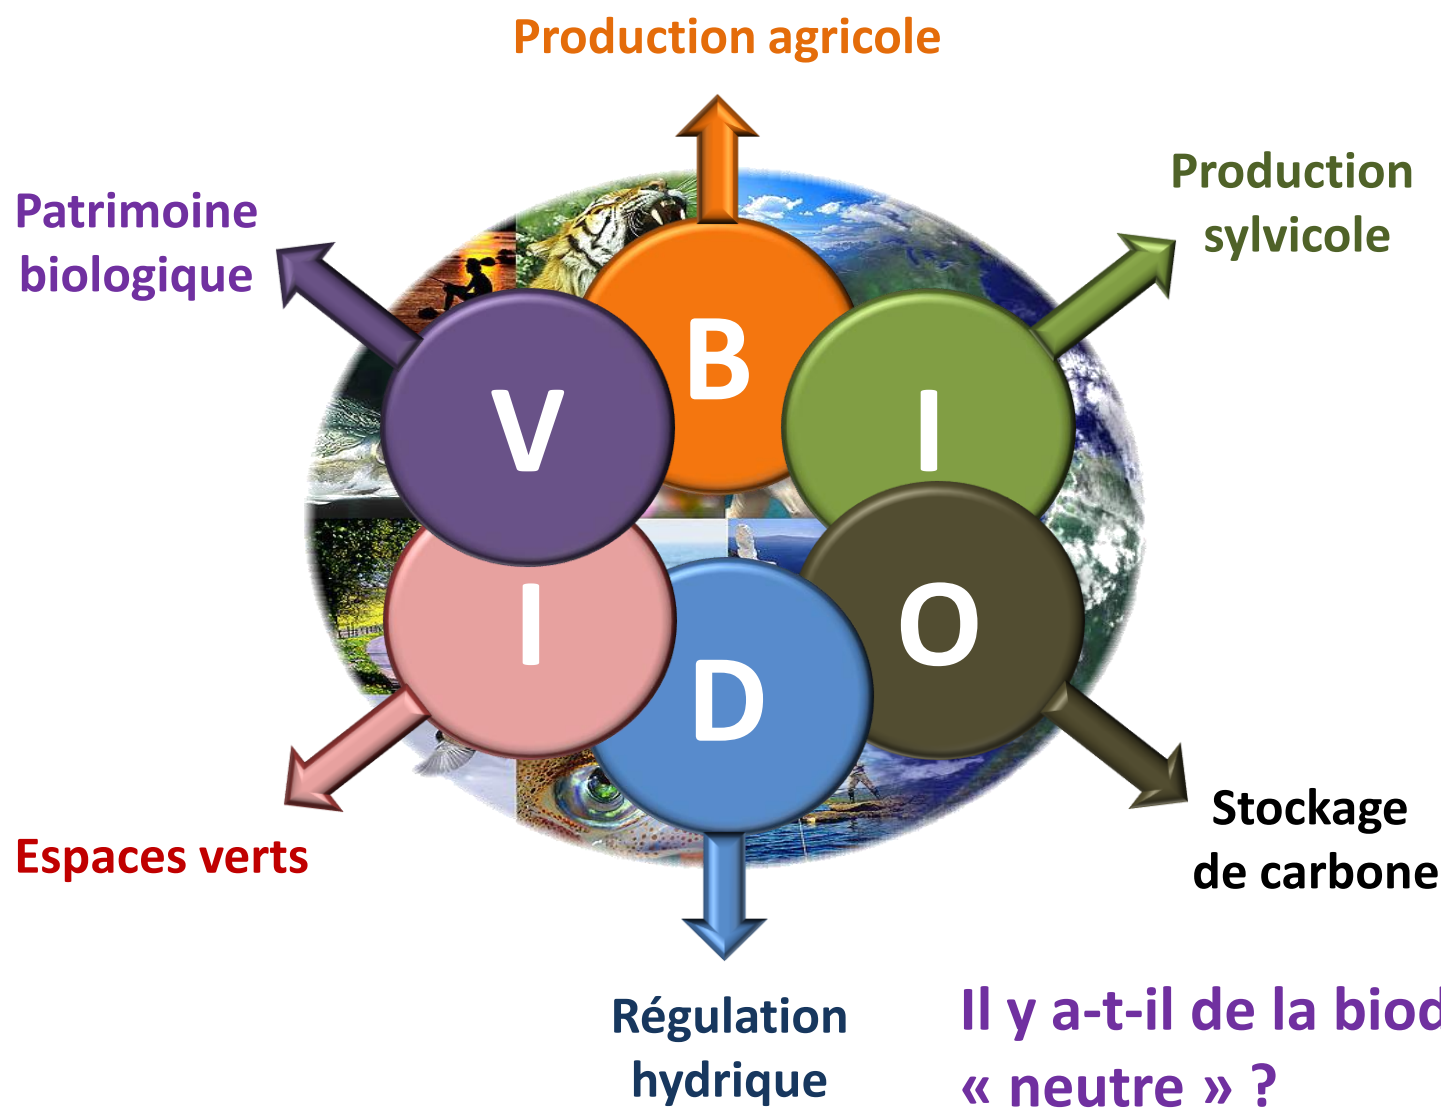 Production agricole
Production
sylvicole
Patrimoine
biologique
B
V
I
I
O
D
Stockage
de carbone
Espaces verts
Régulation
hydrique
Il y a-t-il de la biod
« neutre » ?